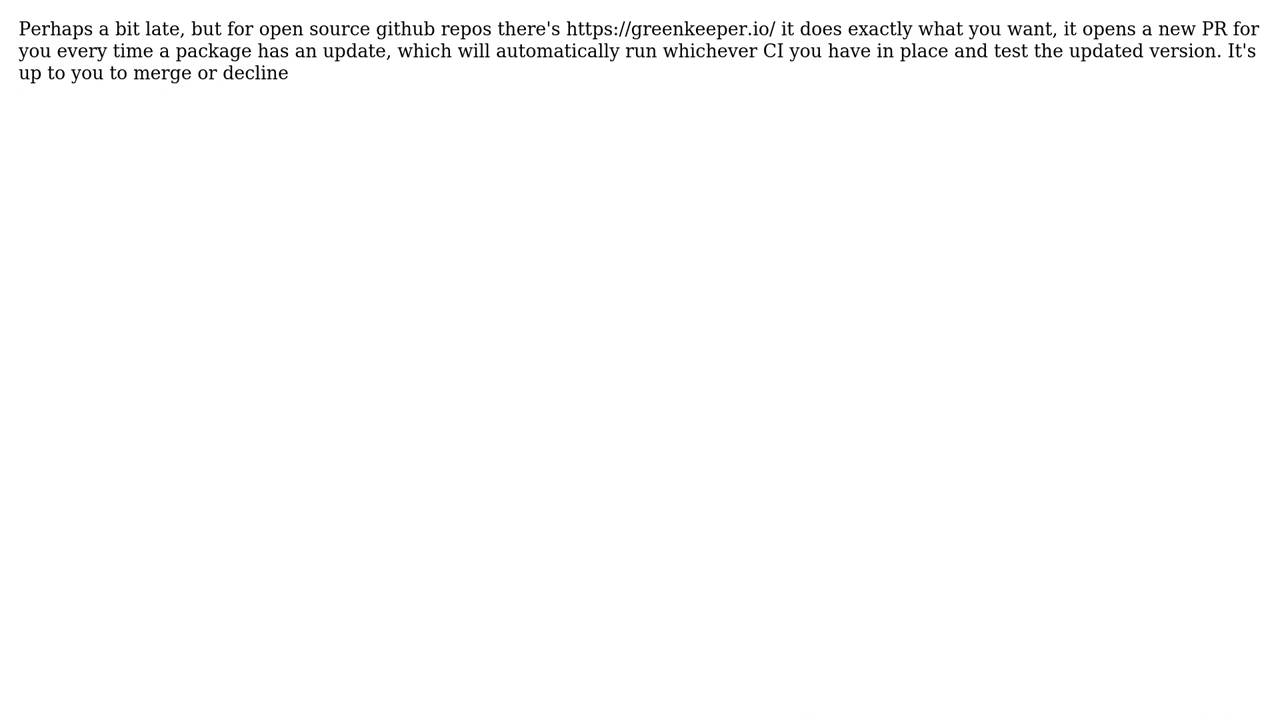 Perhaps a bit late, but for open source github repos there's https://greenkeeper.io/ it does exactly what you want, it opens a new PR for
you every time a package has an update, which will automatically run whichever CI you have in place and test the updated version. It's
up to you to merge or decline